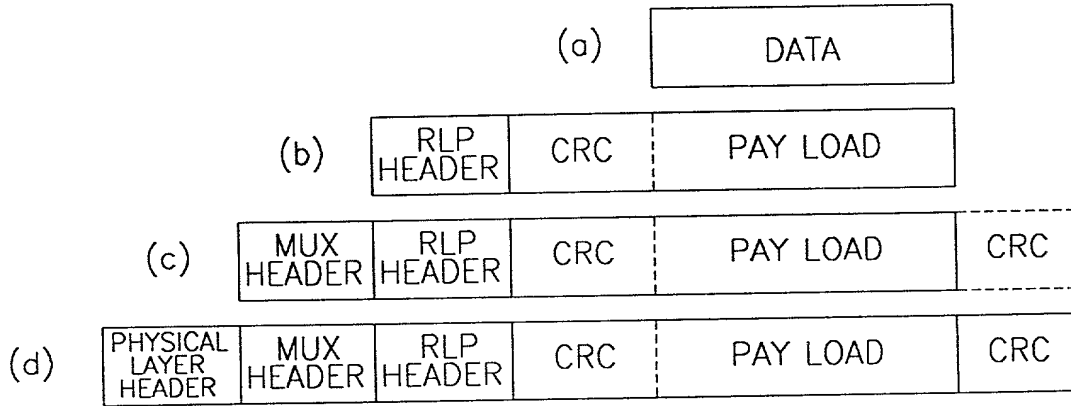 (a) DATA
(b) RLP HEADER CRC PAY LOAD
(c) MUX HEADER RLP HEADER CRC PAY LOAD CRC
(d) PHYSICAL LAYER HEADER MUX HEADER RLP HEADER CRC PAY LOAD CRC